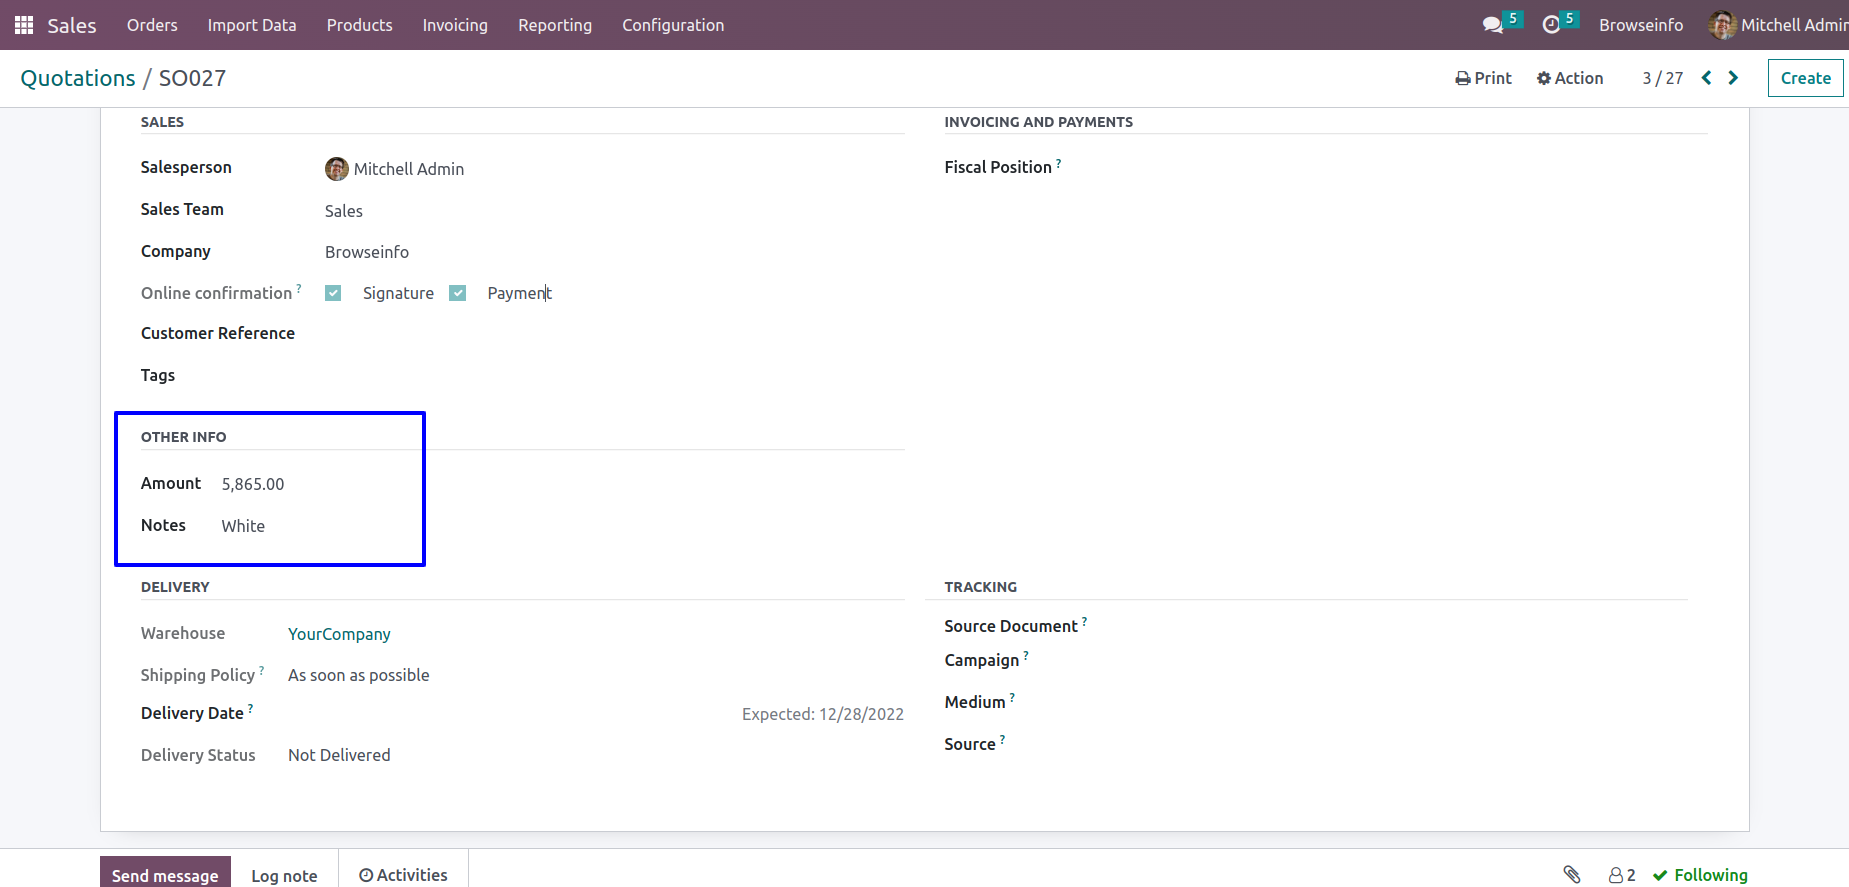 Sales Orders Import Data Products Invoicing Reporting Configuration 5 5 Browseinfo Mitchell Admin
Quotations / SO027 Print Action 3 / 27 Create
SALES
Salesperson Mitchell Admin
Sales Team Sales
Company Browseinfo
Online confirmation ? Signature Payment
Customer Reference
Tags
INVOICING AND PAYMENTS
Fiscal Position ?
OTHER INFO
Amount 5,865.00
Notes White
DELIVERY
Warehouse YourCompany
Shipping Policy ? As soon as possible
Delivery Date ? Expected: 12/28/2022
Delivery Status Not Delivered
TRACKING
Source Document ?
Campaign ?
Medium ?
Source ?
Send message Log note Activities 2 Following